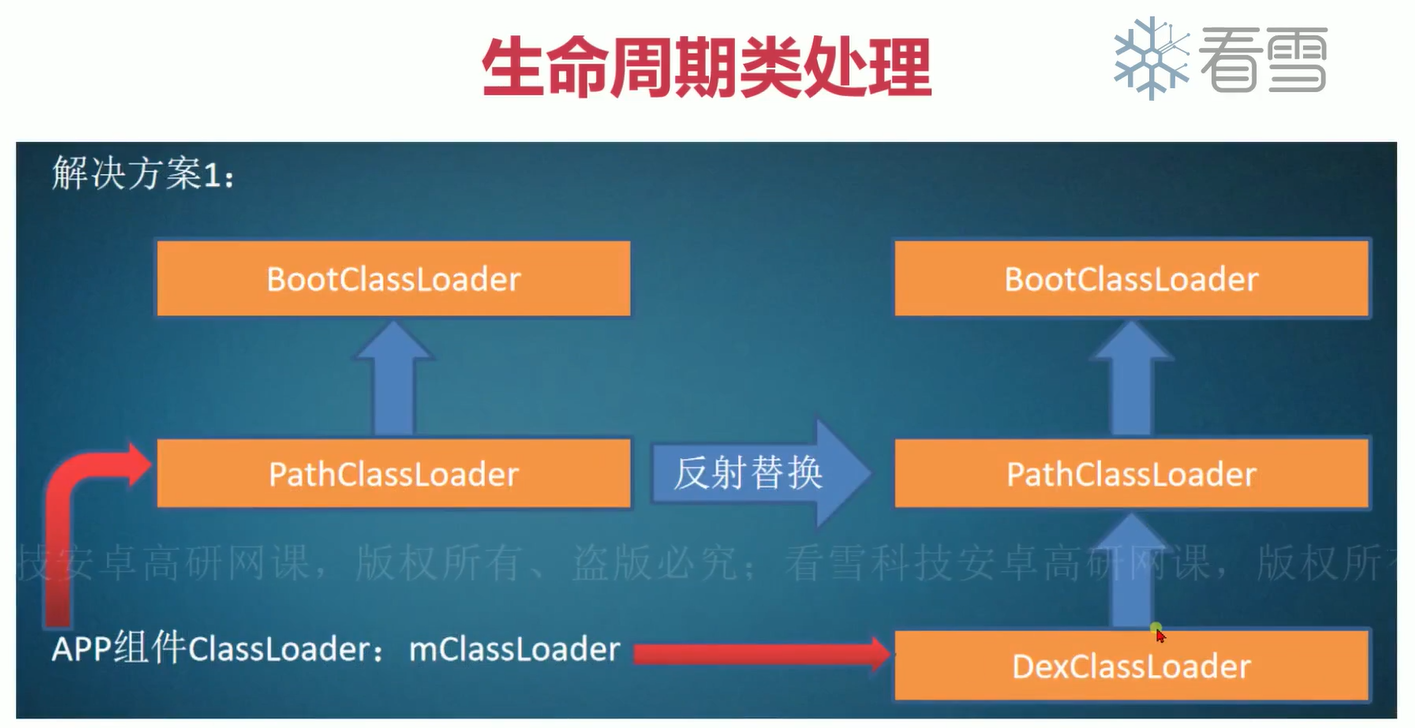 生命周期类处理
看雪
解决方案1：
BootClassLoader
BootClassLoader
PathClassLoader
反射替换
PathClassLoader
技安卓高研网课，版权所有、盗版必究；看雪科技安卓高研网课，版权所有
APP组件ClassLoader：mClassLoader
DexClassLoader